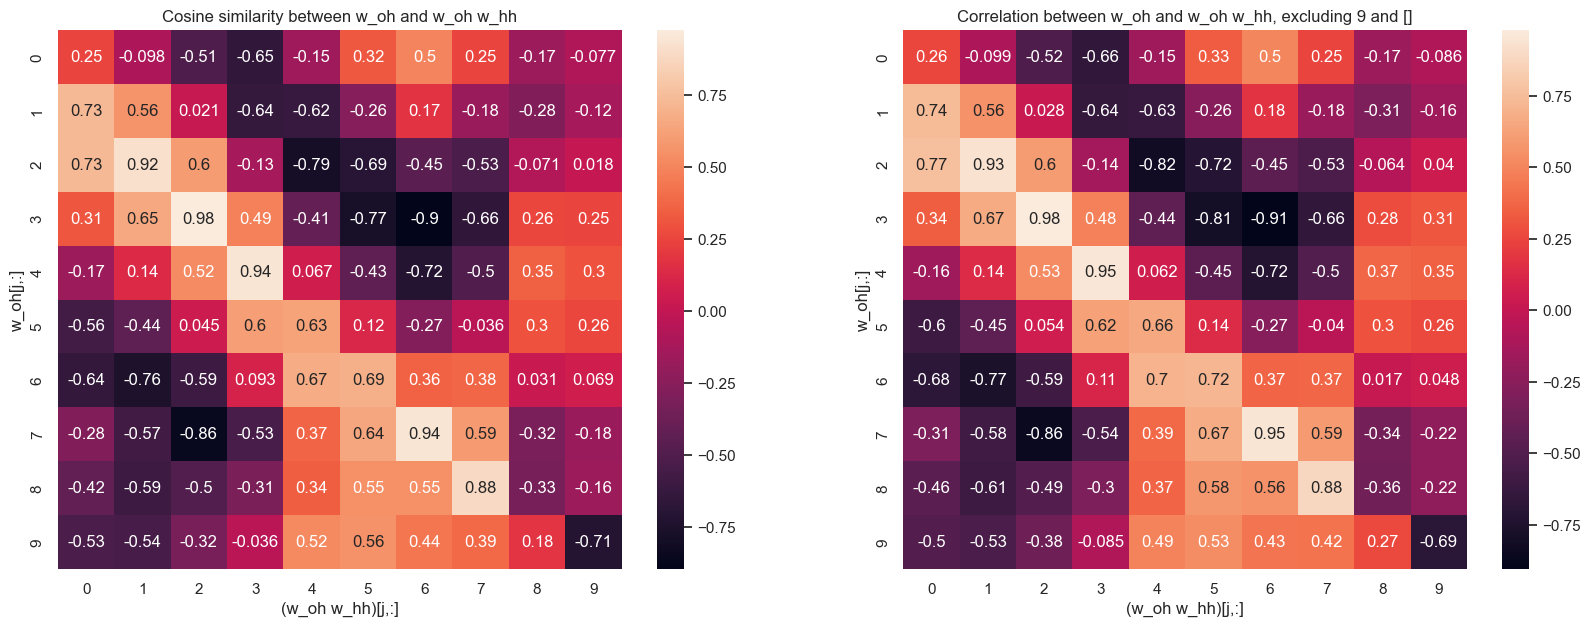 Cosine similarity between w_oh and w_oh w_hh
0 0.25 -0.098 -0.51 -0.65 -0.15 0.32 0.5 0.25 -0.17 -0.077
1 0.73 0.56 0.021 -0.64 -0.62 -0.26 0.17 -0.18 -0.28 -0.12
2 0.73 0.92 0.6 -0.13 -0.79 -0.69 -0.45 -0.53 -0.071 0.018
3 0.31 0.65 0.98 0.49 -0.41 -0.77 -0.9 -0.66 0.26 0.25
4 -0.17 0.14 0.52 0.94 0.067 -0.43 -0.72 -0.5 0.35 0.3
5 -0.56 -0.44 0.045 0.6 0.63 0.12 -0.27 -0.036 0.3 0.26
6 -0.64 -0.76 -0.59 0.093 0.67 0.69 0.36 0.38 0.031 0.069
7 -0.28 -0.57 -0.86 -0.53 0.37 0.64 0.94 0.59 -0.32 -0.18
8 -0.42 -0.59 -0.5 -0.31 0.34 0.55 0.55 0.88 -0.33 -0.16
9 -0.53 -0.54 -0.32 -0.036 0.52 0.56 0.44 0.39 0.18 -0.71
0 1 2 3 4 5 6 7 8 9
w_oh[j,:]
(w_oh w_hh)[j,:]
0.75
0.50
0.25
0.00
−0.25
−0.50
−0.75
Correlation between w_oh and w_oh w_hh, excluding 9 and []
0 0.26 -0.099 -0.52 -0.66 -0.15 0.33 0.5 0.25 -0.17 -0.086
1 0.74 0.56 0.028 -0.64 -0.63 -0.26 0.18 -0.18 -0.31 -0.16
2 0.77 0.93 0.6 -0.14 -0.82 -0.72 -0.45 -0.53 -0.064 0.04
3 0.34 0.67 0.98 0.48 -0.44 -0.81 -0.91 -0.66 0.28 0.31
4 -0.16 0.14 0.53 0.95 0.062 -0.45 -0.72 -0.5 0.37 0.35
5 -0.6 -0.45 0.054 0.62 0.66 0.14 -0.27 -0.04 0.3 0.26
6 -0.68 -0.77 -0.59 0.11 0.7 0.72 0.37 0.37 0.017 0.048
7 -0.31 -0.58 -0.86 -0.54 0.39 0.67 0.95 0.59 -0.34 -0.22
8 -0.46 -0.61 -0.49 -0.3 0.37 0.58 0.56 0.88 -0.36 -0.22
9 -0.5 -0.53 -0.38 -0.085 0.49 0.53 0.43 0.42 0.27 -0.69
0 1 2 3 4 5 6 7 8 9
w_oh[j,:]
(w_oh w_hh)[j,:]
0.75
0.50
0.25
0.00
−0.25
−0.50
−0.75